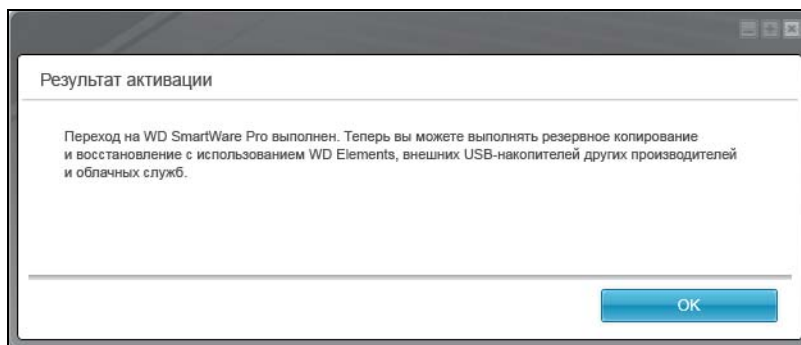 Результат активации
Переход на WD SmartWare Pro выполнен. Теперь вы можете выполнять резервное копирование
и восстановление с использованием WD Elements, внешних USB-накопителей других производителей
и облачных служб.
OK